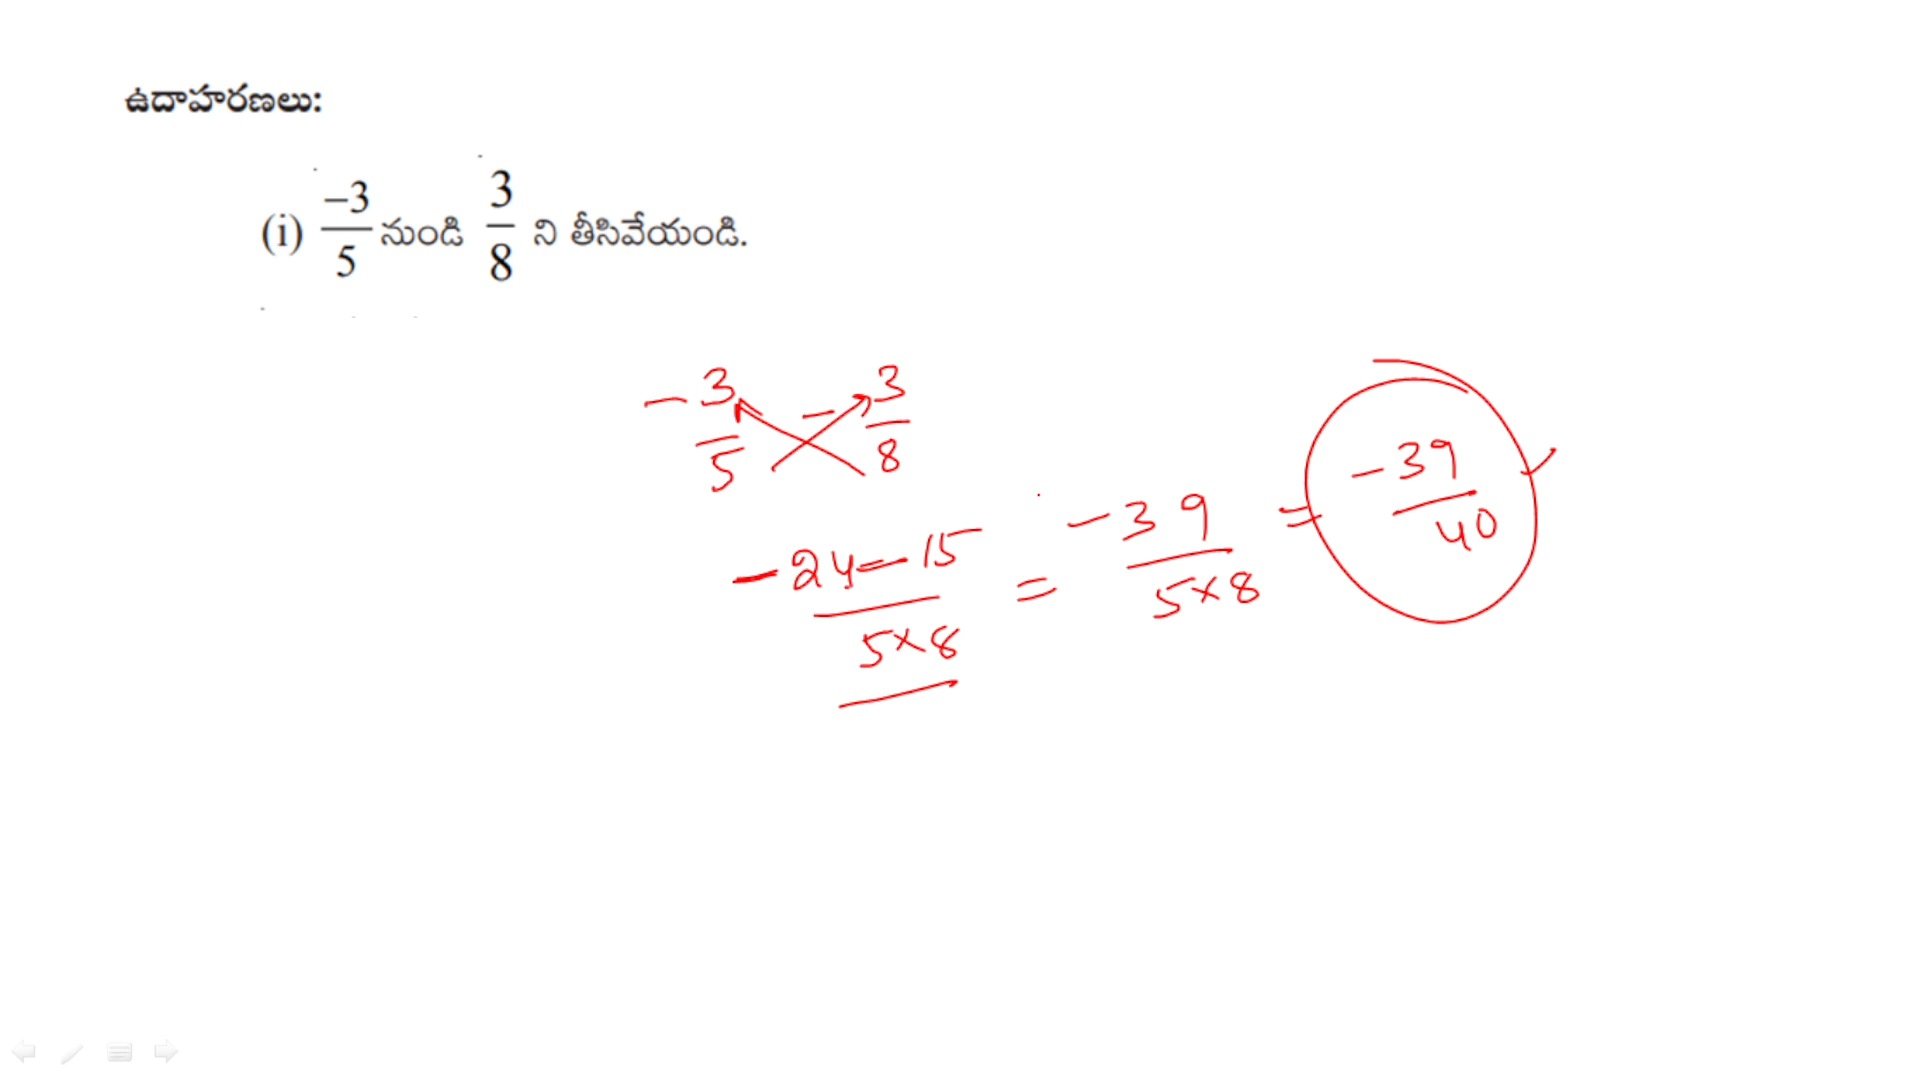 ఉదాహరణలు:
(i) −3/5 నుండి 3/8 ని తీసివేయండి.
−3/5 − 3/8
−24−15/5×8 = −39/5×8 = −39/40